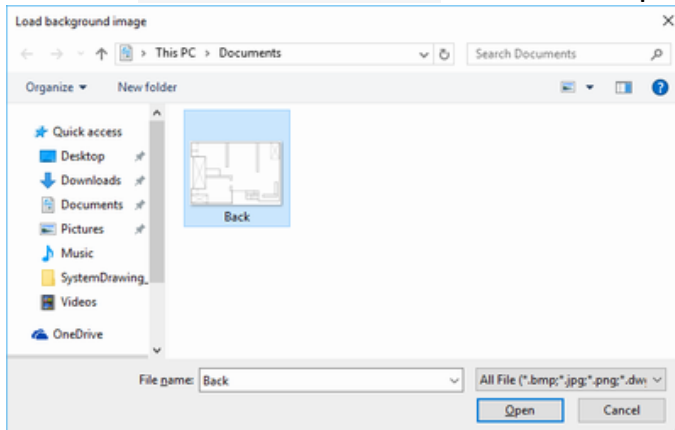 Load background image
This PC > Documents
Search Documents
Organize
New folder
Quick access
Desktop
Downloads
Documents
Pictures
Music
SystemDrawing_
Videos
OneDrive
Back
File name: Back
All File (*.bmp;*.jpg;*.png;*.dw
Open Cancel